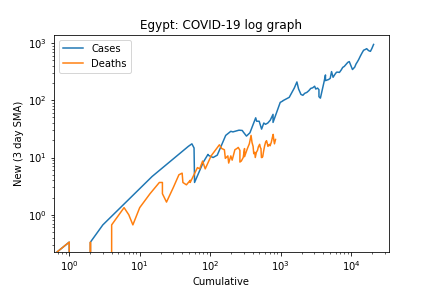 Egypt: COVID-19 log graph
Cases
Deaths
New (3 day SMA)
10³
10²
10¹
10⁰
10⁰ 10¹ 10² 10³ 10⁴
Cumulative